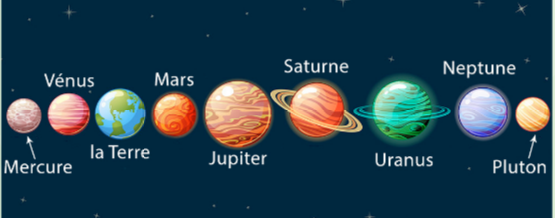 Mercure
Vénus
la Terre
Mars
Jupiter
Saturne
Uranus
Neptune
Pluton